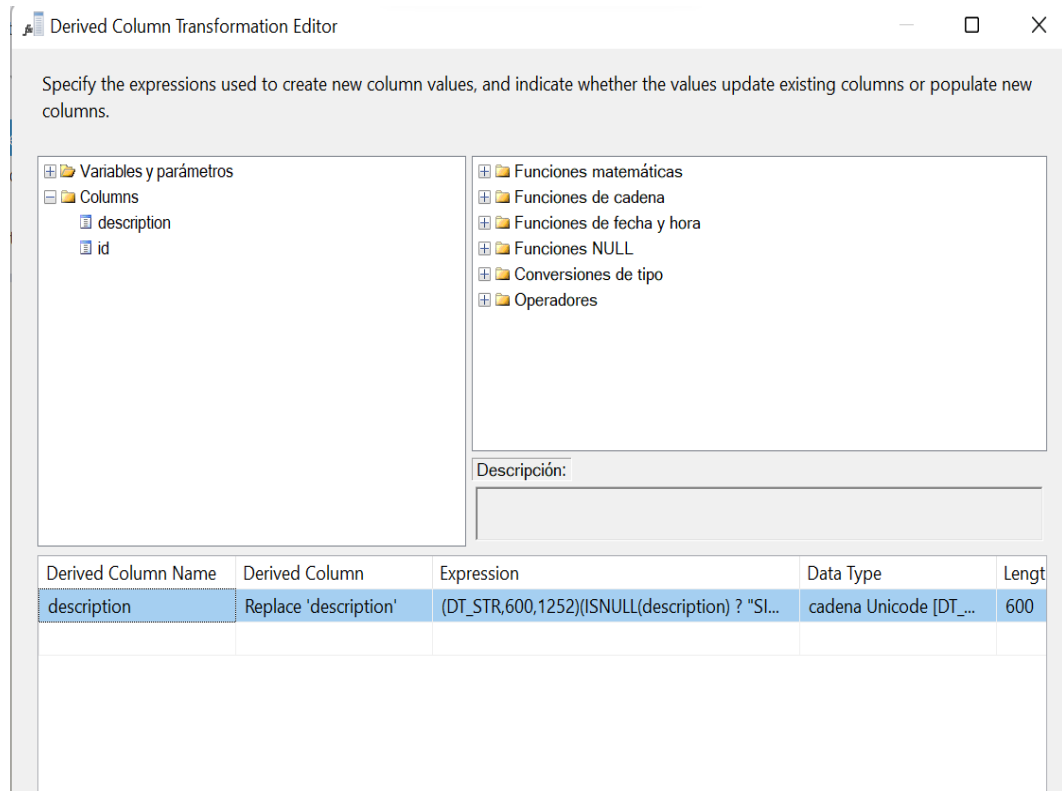 Derived Column Transformation Editor
Specify the expressions used to create new column values, and indicate whether the values update existing columns or populate new
columns.
Variables y parámetros
Columns
description
id
Funciones matemáticas
Funciones de cadena
Funciones de fecha y hora
Funciones NULL
Conversiones de tipo
Operadores
Descripción:
Derived Column Name Derived Column Expression Data Type Lengt
description Replace 'description' (DT_STR,600,1252)(ISNULL(description) ? "SI... cadena Unicode [DT_... 600